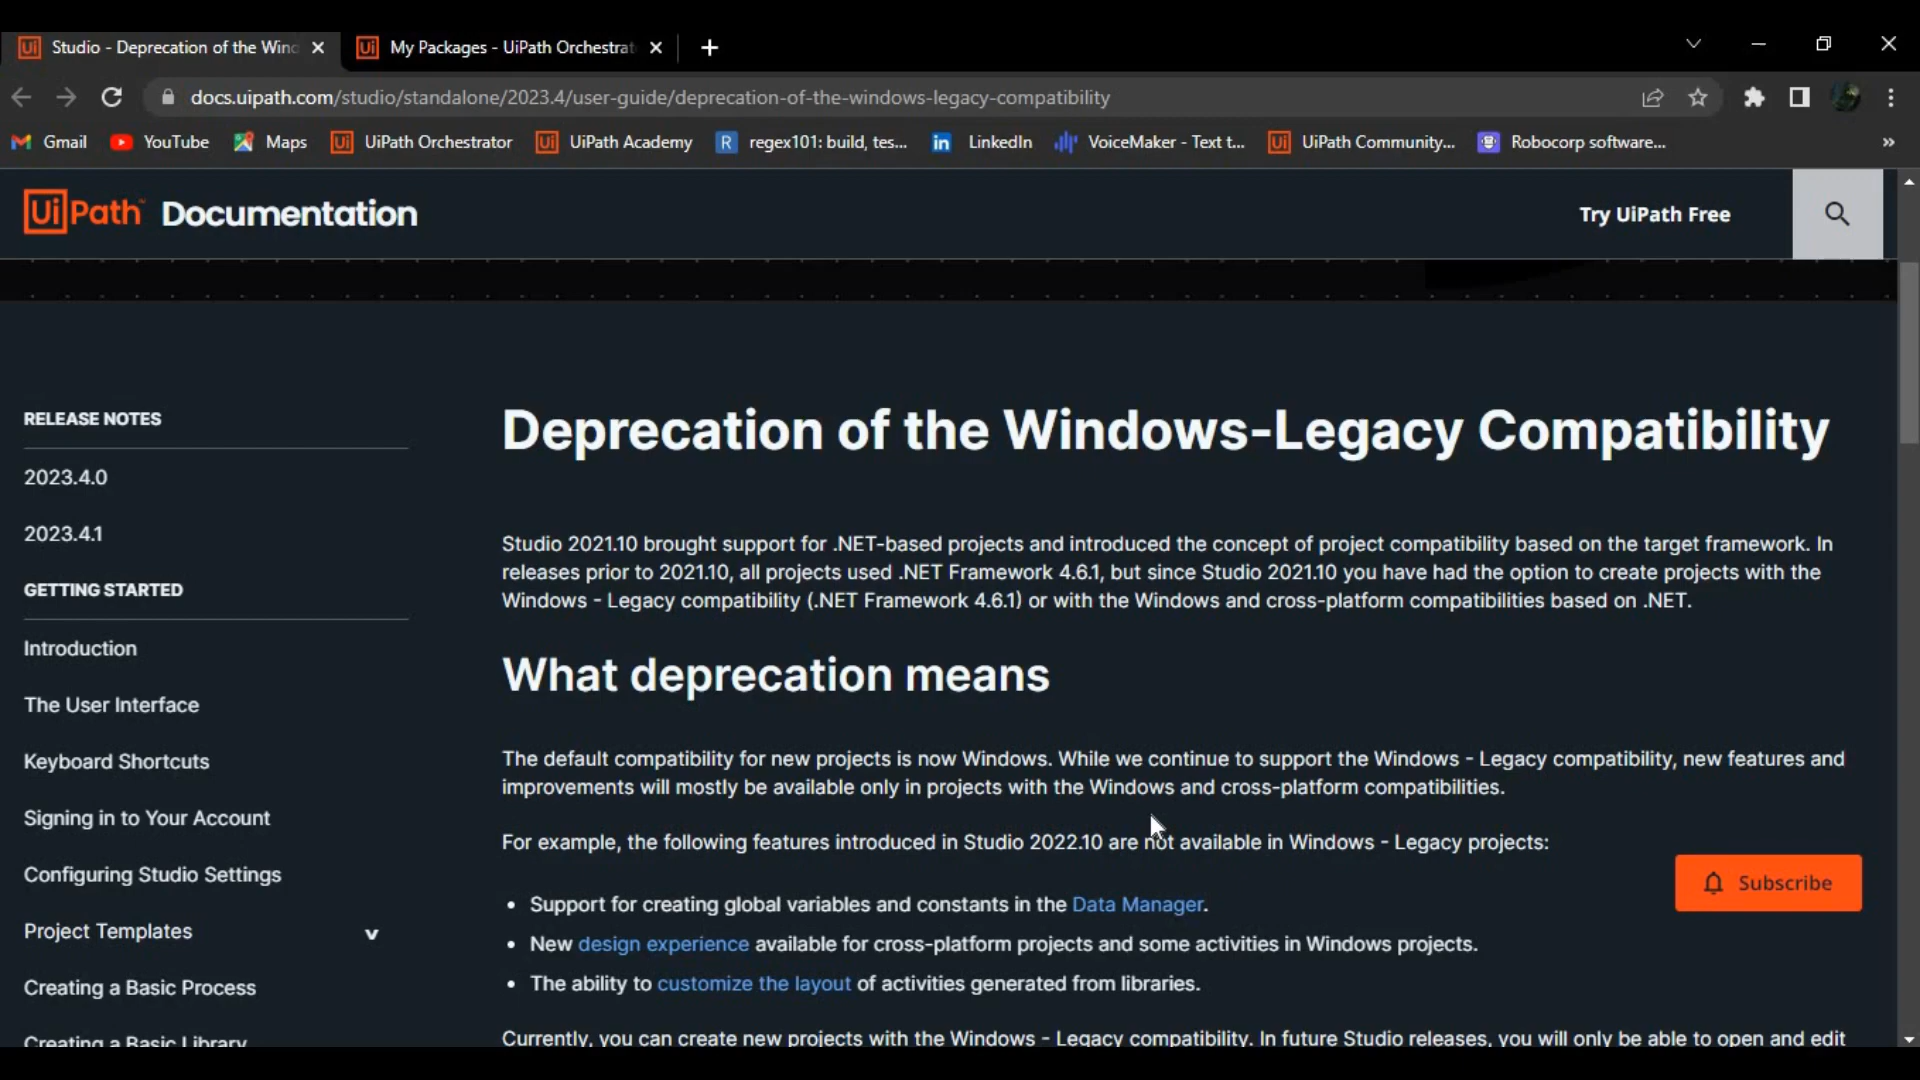 Studio - Deprecation of the Wind
My Packages - UiPath Orchestrat
docs.uipath.com/studio/standalone/2023.4/user-guide/deprecation-of-the-windows-legacy-compatibility
Gmail YouTube Maps UiPath Orchestrator UiPath Academy regex101: build, tes... LinkedIn VoiceMaker - Text t... UiPath Community,... Robocorp software... »
UiPath Documentation
Try UiPath Free
RELEASE NOTES
2023.4.0
2023.4.1
GETTING STARTED
Introduction
The User Interface
Keyboard Shortcuts
Signing in to Your Account
Configuring Studio Settings
Project Templates
Creating a Basic Process
Creating a Basic Library
Deprecation of the Windows-Legacy Compatibility
Studio 2021.10 brought support for .NET-based projects and introduced the concept of project compatibility based on the target framework. In
releases prior to 2021.10, all projects used .NET Framework 4.6.1, but since Studio 2021.10 you have had the option to create projects with the
Windows - Legacy compatibility (.NET Framework 4.6.1) or with the Windows and cross-platform compatibilities based on .NET.
What deprecation means
The default compatibility for new projects is now Windows. While we continue to support the Windows - Legacy compatibility, new features and
improvements will mostly be available only in projects with the Windows and cross-platform compatibilities.
For example, the following features introduced in Studio 2022.10 are not available in Windows - Legacy projects:
• Support for creating global variables and constants in the Data Manager.
• New design experience available for cross-platform projects and some activities in Windows projects.
• The ability to customize the layout of activities generated from libraries.
Currently, you can create new projects with the Windows - Legacy compatibility. In future Studio releases, you will only be able to open and edit
Subscribe